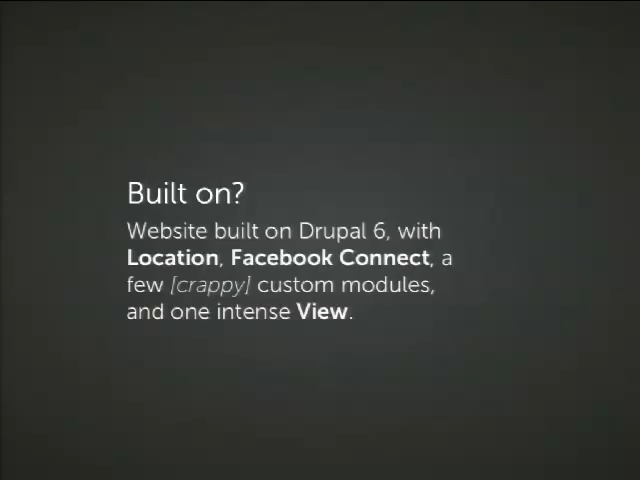 Built on?
Website built on Drupal 6, with
Location, Facebook Connect, a
few [crappy] custom modules,
and one intense View.